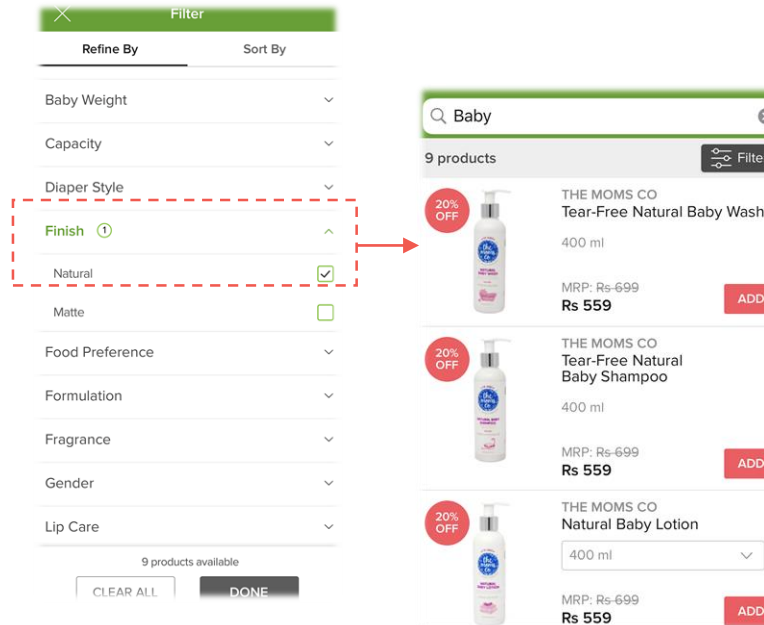 Filter
Refine By
Sort By
Baby Weight
Capacity
Diaper Style
Finish 1
Natural
Matte
Food Preference
Formulation
Fragrance
Gender
Lip Care
9 products available
CLEAR ALL
DONE
Baby
9 products
Filte
20%
OFF
THE MOMS CO
Tear-Free Natural Baby Wash
400 ml
MRP: Rs 699
Rs 559
ADD
20%
OFF
THE MOMS CO
Tear-Free Natural
Baby Shampoo
400 ml
MRP: Rs 699
Rs 559
ADD
20%
OFF
THE MOMS CO
Natural Baby Lotion
400 ml
MRP: Rs 699
Rs 559
ADD